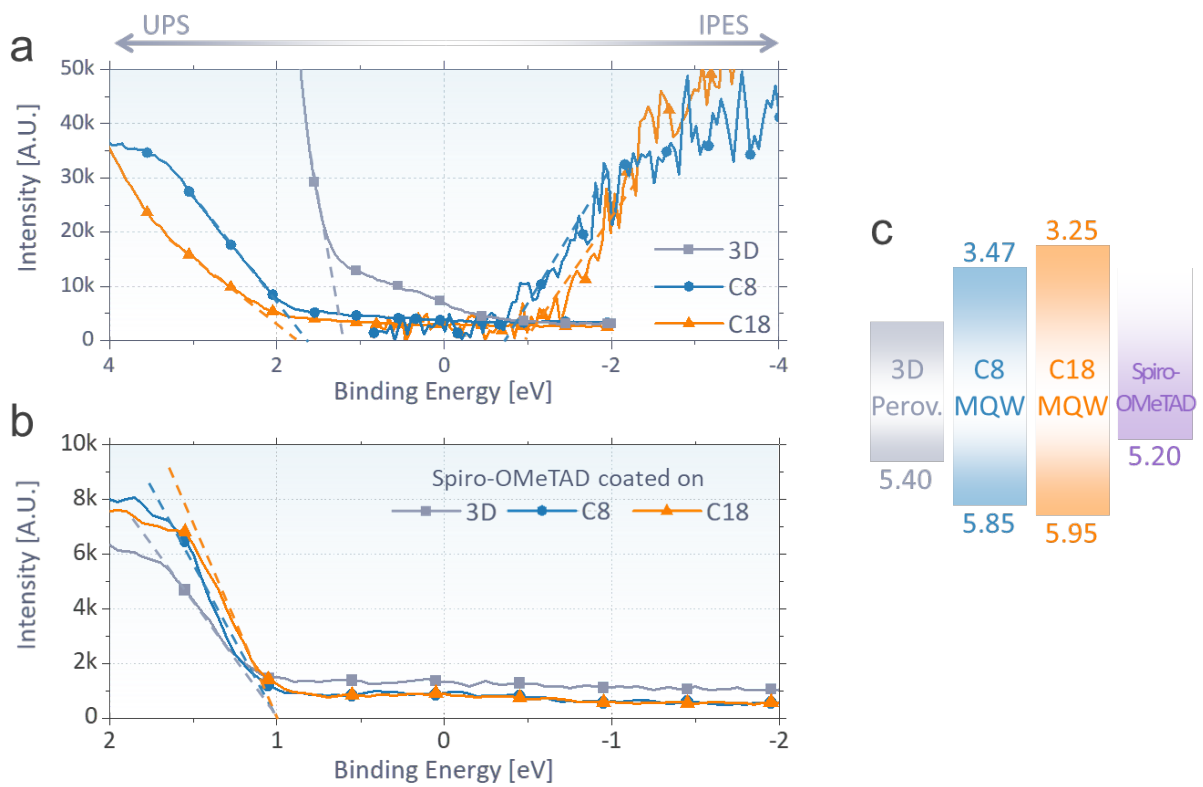 UPS IPES
a
50k
40k
30k
20k
10k
0
Intensity [A.U.]
3D
C8
C18
4 2 0 -2 -4
Binding Energy [eV]
b
10k
8k
6k
4k
2k
0
Intensity [A.U.]
Spiro-OMeTAD coated on
3D C8 C18
2 1 0 -1 -2
Binding Energy [eV]
c
3.47
3.25
3D
Perov.
C8
MQW
C18
MQW
Spiro-
OMeTAD
5.40
5.85
5.95
5.20